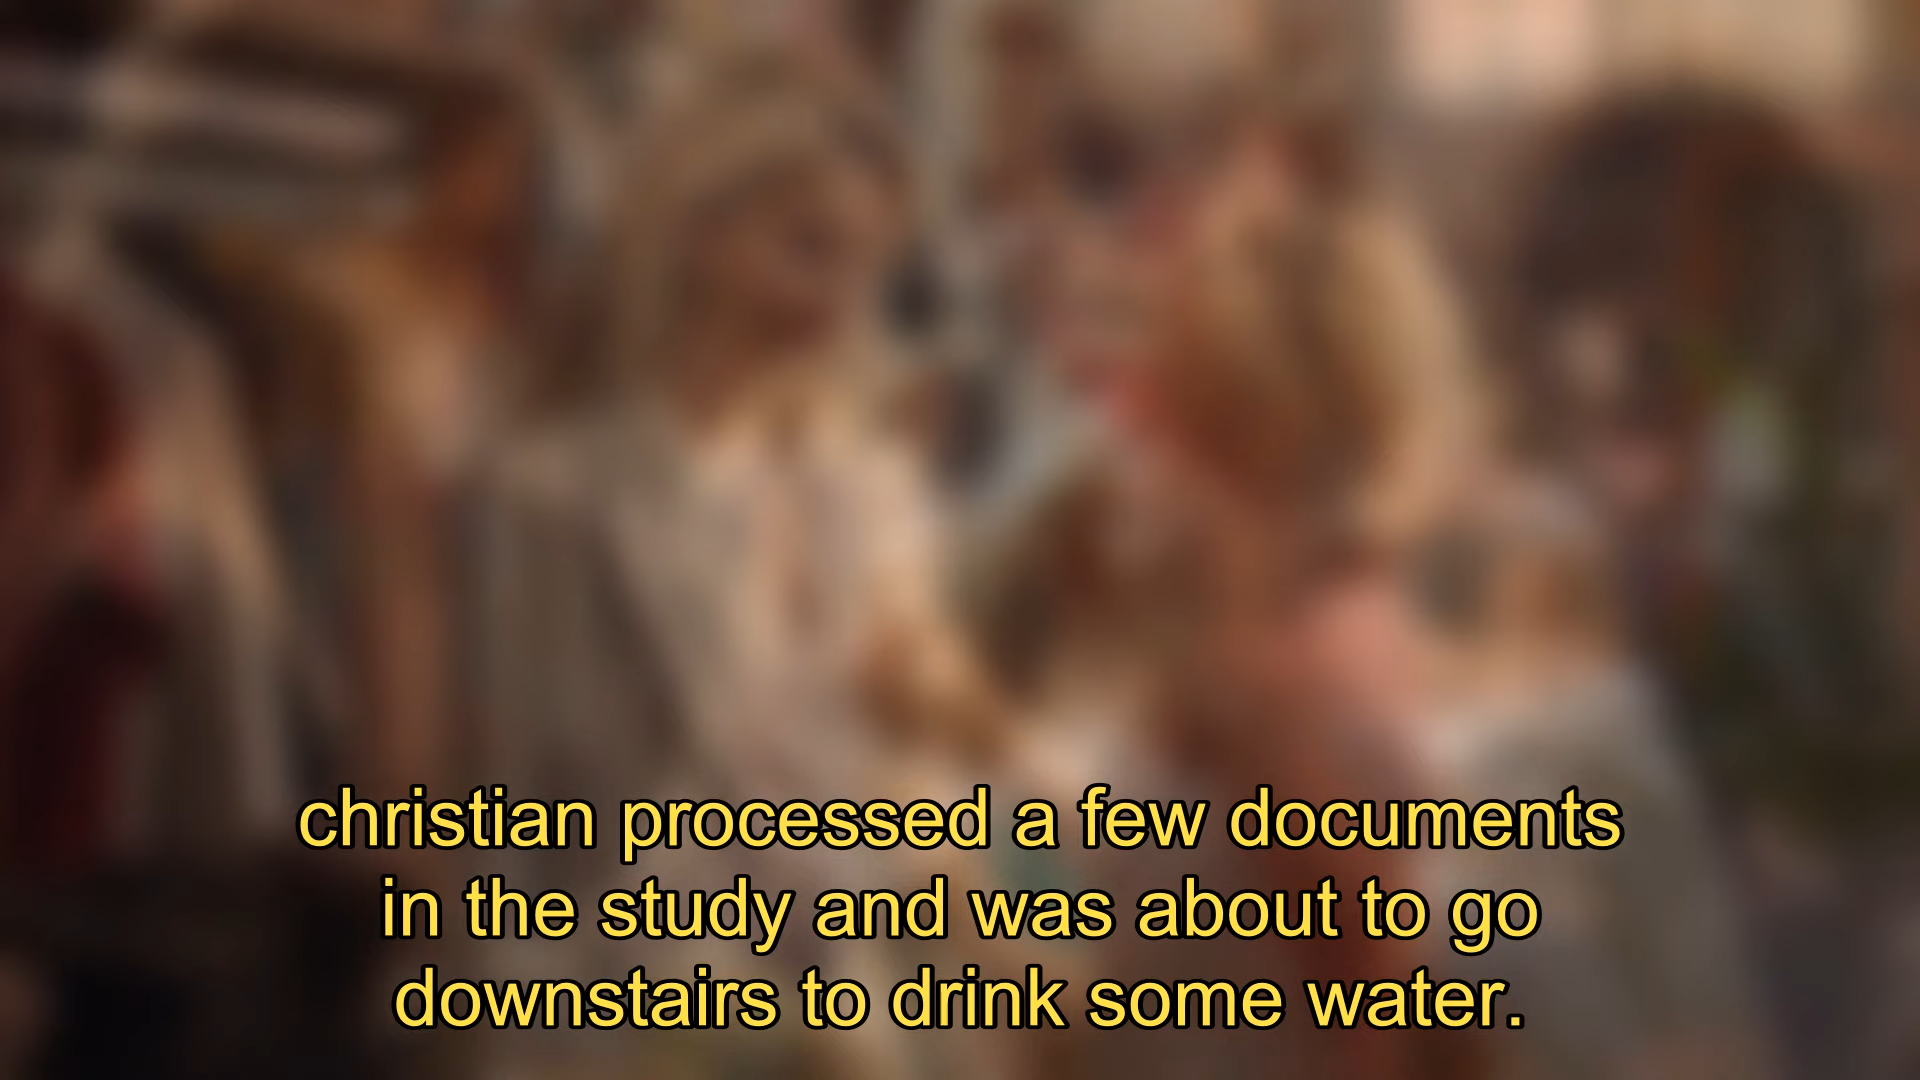 christian processed a few documents
in the study and was about to go
downstairs to drink some water.